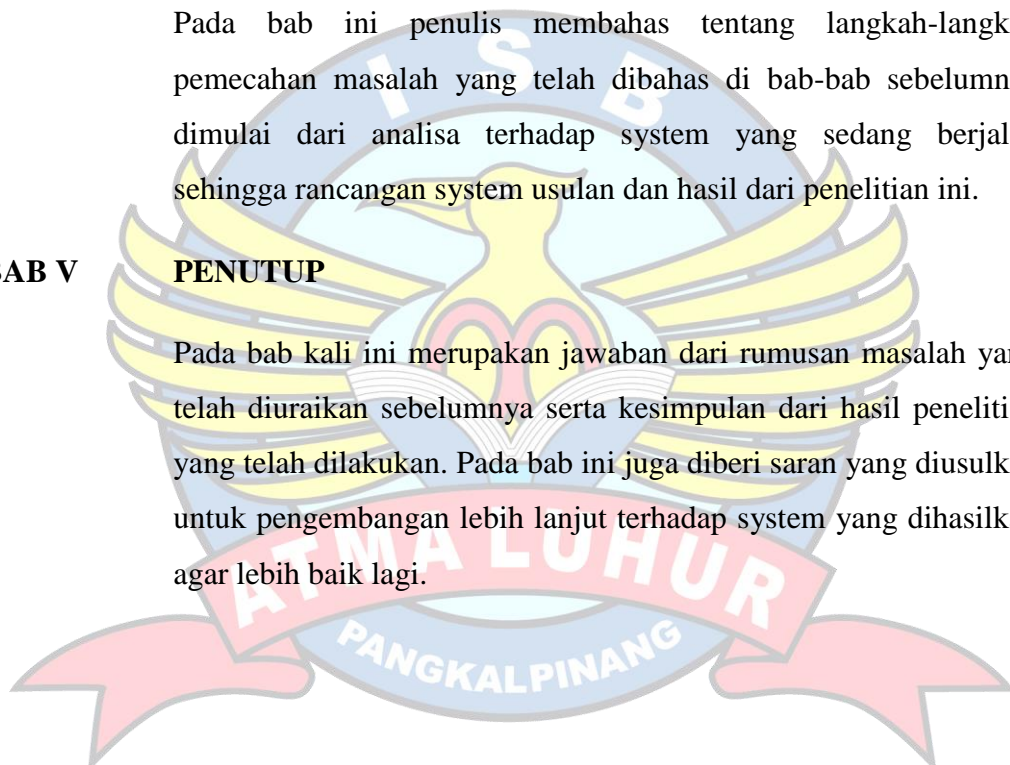 Pada bab ini penulis membahas tentang langkah-langk
pemecahan masalah yang telah dibahas di bab-bab sebelumn
dimulai dari analisa terhadap system yang sedang berjal
sehingga rancangan system usulan dan hasil dari penelitian ini.
BAB V PENUTUP
Pada bab kali ini merupakan jawaban dari rumusan masalah yan
telah diuraikan sebelumnya serta kesimpulan dari hasil peneliti
yang telah dilakukan. Pada bab ini juga diberi saran yang diusulk
untuk pengembangan lebih lanjut terhadap system yang dihasilk
agar lebih baik lagi.
I S B
ATMA LUHUR
PANGKALPINANG